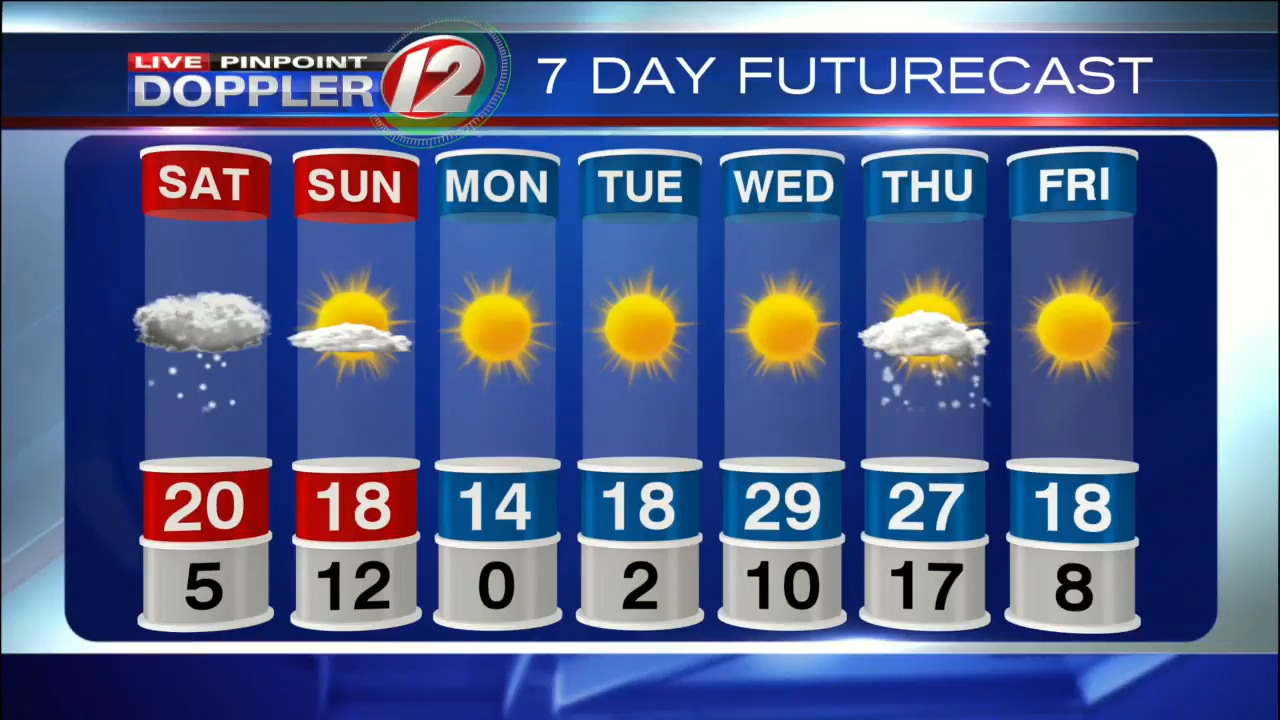 LIVE PINPOINT
DOPPLER 12
7 DAY FUTURECAST
SAT SUN MON TUE WED THU FRI
20 18 14 18 29 27 18
5 12 0 2 10 17 8